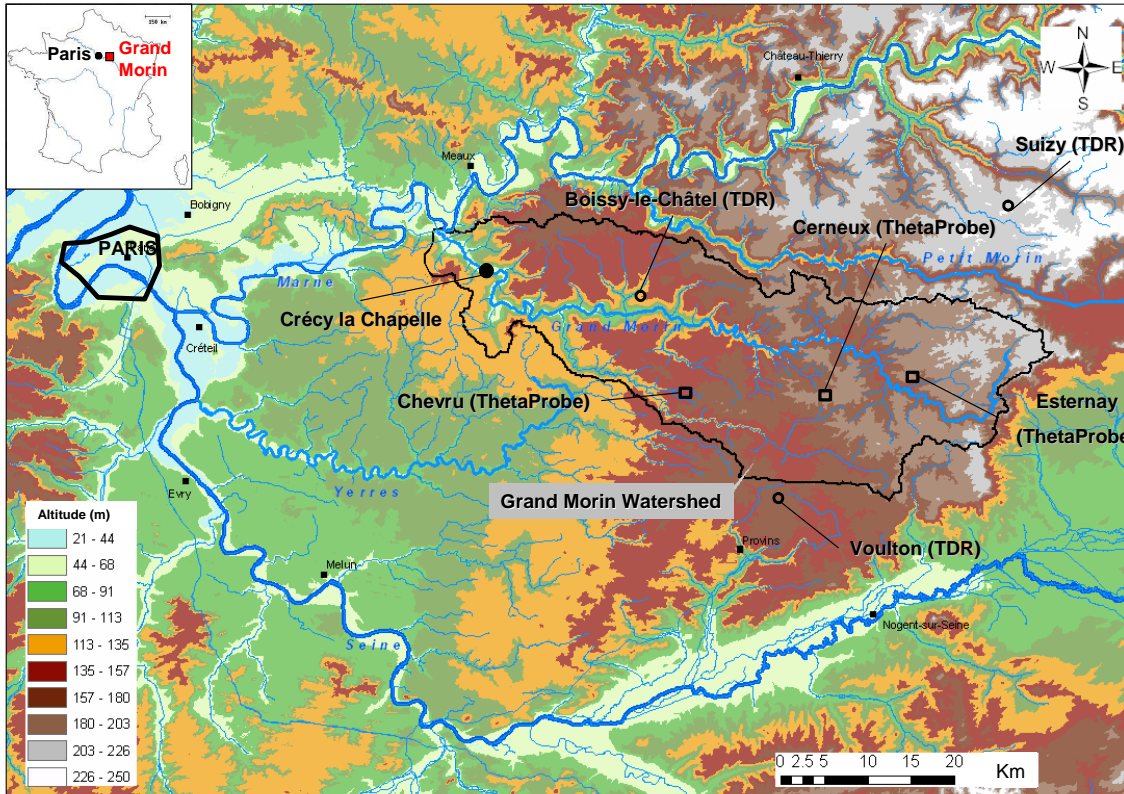 350 km
Paris
Grand
Morin
N
W E
S
Château-Thierry
Suizy (TDR)
Meaux
Boissy-le-Châtel (TDR)
Bobigny
Cerneux (ThetaProbe)
PARIS
Petit Morin
Marne
Crécy la Chapelle
Grand Morin
Créteil
Chevru (ThetaProbe)
Esternay
(ThetaProbe
Yerres
Evry
Grand Morin Watershed
Altitude (m)
21 - 44
44 - 68
68 - 91
91 - 113
113 - 135
135 - 157
157 - 180
180 - 203
203 - 226
226 - 250
Provins
Voulton (TDR)
Melun
Nogent-sur-Seine
Seine
0 2.5 5 10 15 20
Km